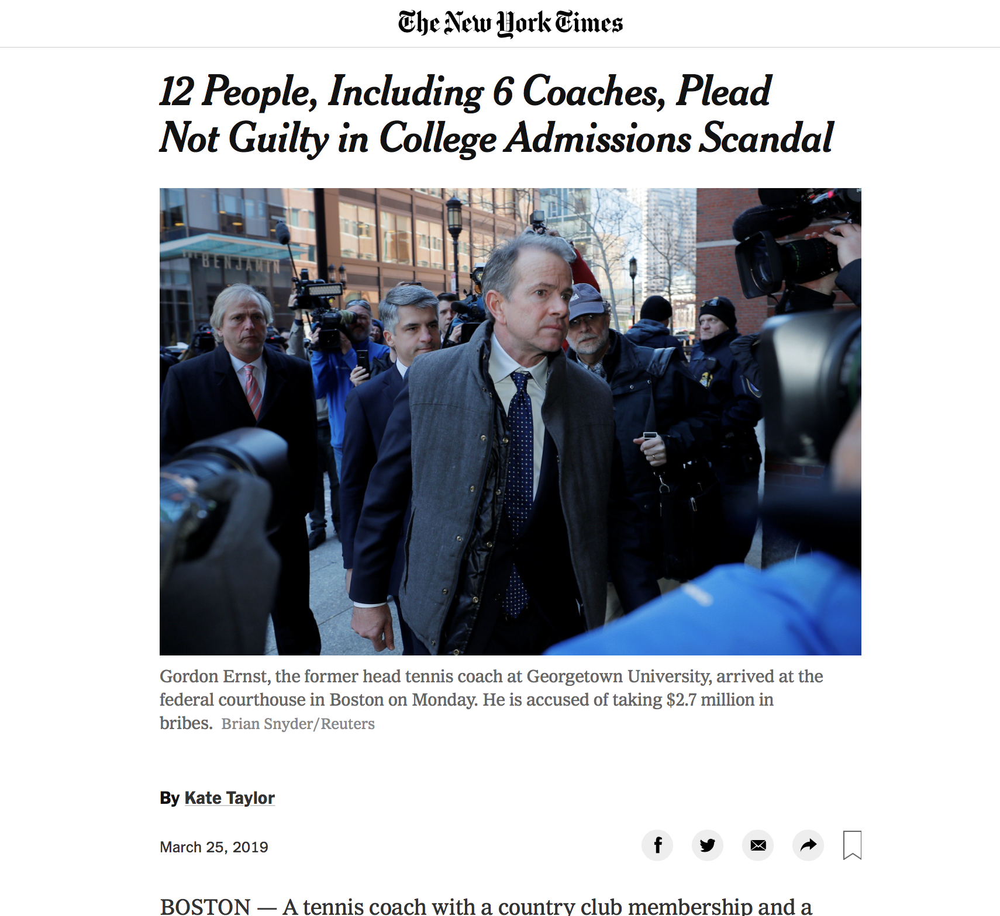 The New York Times
12 People, Including 6 Coaches, Plead
Not Guilty in College Admissions Scandal
BENJAMIN
Gordon Ernst, the former head tennis coach at Georgetown University, arrived at the
federal courthouse in Boston on Monday. He is accused of taking $2.7 million in
bribes. Brian Snyder/Reuters
By Kate Taylor
March 25, 2019
BOSTON — A tennis coach with a country club membership and a